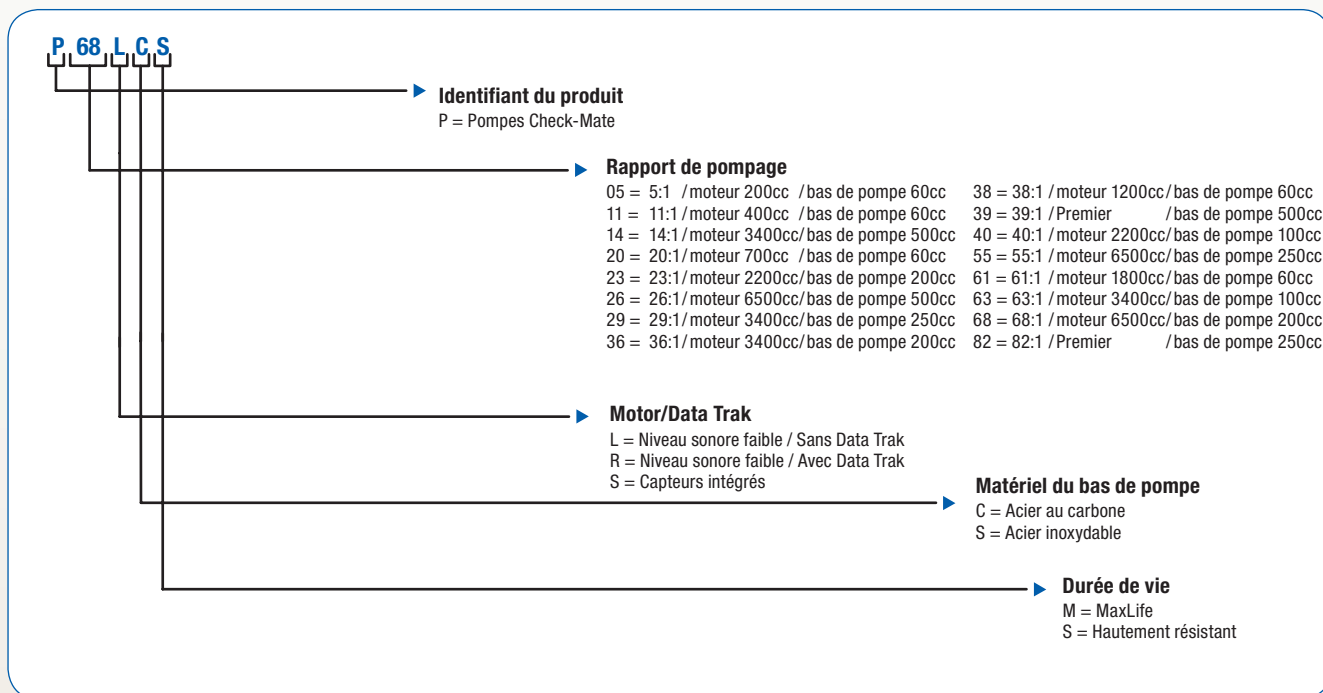 P 68 L C S
Identifiant du produit
P = Pompes Check-Mate
Rapport de pompage
05 = 5:1 /moteur 200cc /bas de pompe 60cc
11 = 11:1/moteur 400cc /bas de pompe 60cc
14 = 14:1/moteur 3400cc/bas de pompe 500cc
20 = 20:1/moteur 700cc /bas de pompe 60cc
23 = 23:1/moteur 2200cc/bas de pompe 200cc
26 = 26:1/moteur 6500cc/bas de pompe 500cc
29 = 29:1/moteur 3400cc/bas de pompe 250cc
36 = 36:1/moteur 3400cc/bas de pompe 200cc
38 = 38:1 /moteur 1200cc/bas de pompe 60cc
39 = 39:1 /Premier /bas de pompe 500cc
40 = 40:1 /moteur 2200cc/bas de pompe 100cc
55 = 55:1 /moteur 6500cc/bas de pompe 250cc
61 = 61:1 /moteur 1800cc/bas de pompe 60cc
63 = 63:1 /moteur 3400cc/bas de pompe 100cc
68 = 68:1 /moteur 6500cc/bas de pompe 200cc
82 = 82:1 /Premier /bas de pompe 250cc
Motor/Data Trak
L = Niveau sonore faible / Sans Data Trak
R = Niveau sonore faible / Avec Data Trak
S = Capteurs intégrés
Matériel du bas de pompe
C = Acier au carbone
S = Acier inoxydable
Durée de vie
M = MaxLife
S = Hautement résistant